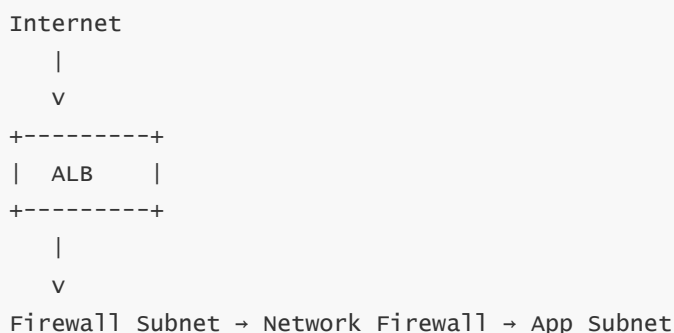 Internet
   |
   v
+---------+
|  ALB    |
+---------+
   |
   v
Firewall Subnet → Network Firewall → App Subnet